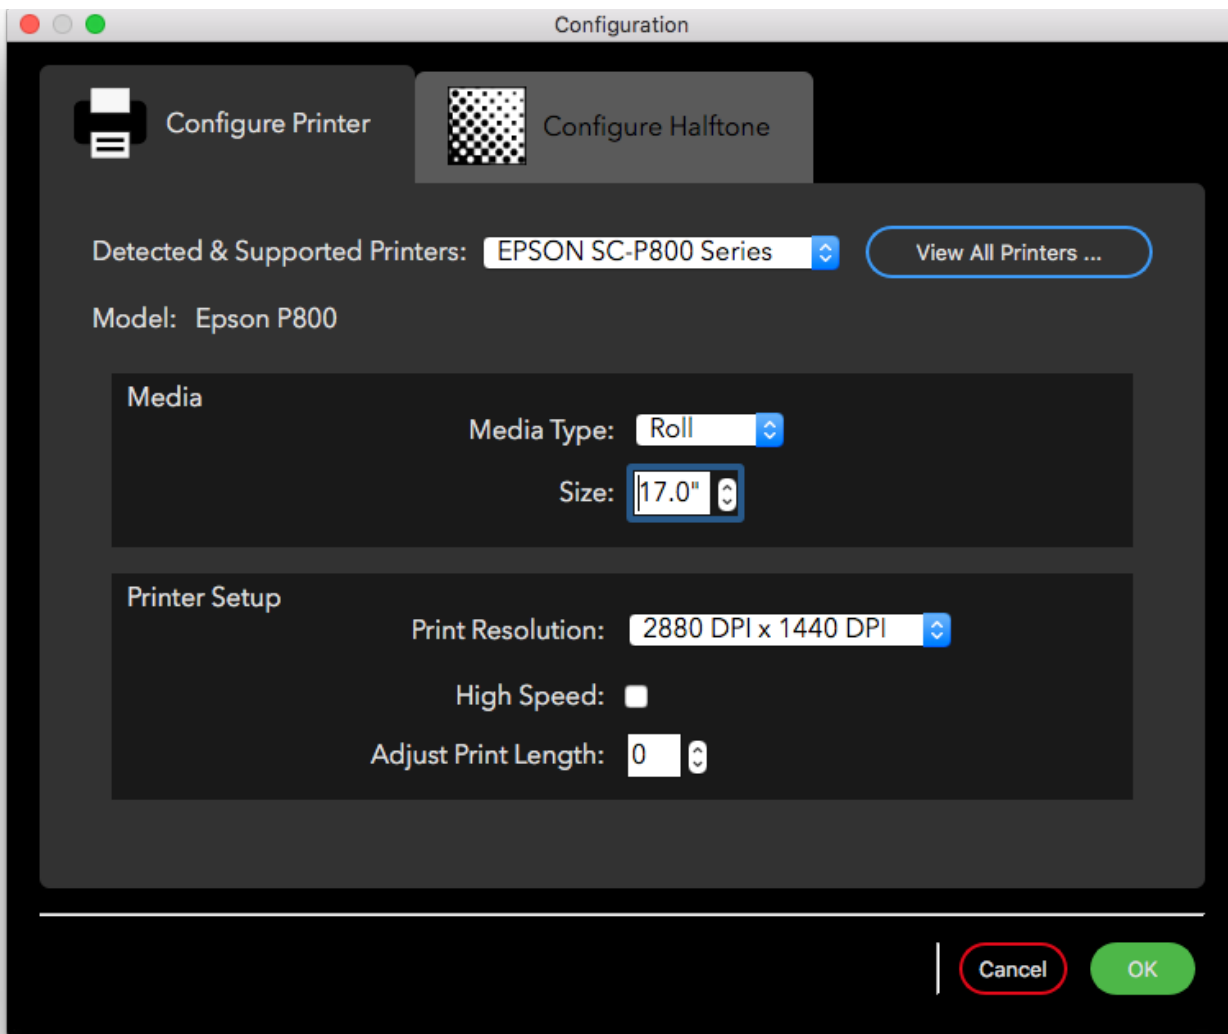 Configuration
Configure Printer
Configure Halftone
Detected & Supported Printers: EPSON SC-P800 Series View All Printers ...
Model: Epson P800
Media
Media Type: Roll
Size: 17.0"
Printer Setup
Print Resolution: 2880 DPI x 1440 DPI
High Speed:
Adjust Print Length: 0
Cancel OK